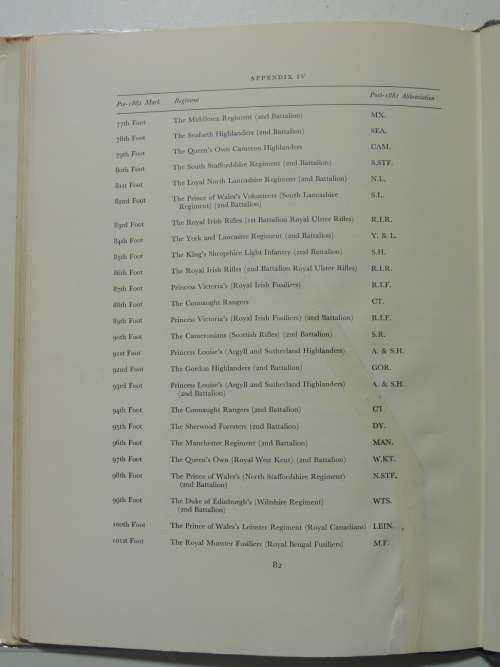 APPENDIX IV
Pre-1881 Mark Regiment Post-1881 Abbreviation
77th Foot The Middlesex Regiment (2nd Battalion) MX.
78th Foot The Seaforth Highlanders (2nd Battalion) SEA.
79th Foot The Queen's Own Cameron Highlanders CAM.
80th Foot The South Staffordshire Regiment (2nd Battalion) S.STF.
81st Foot The Loyal North Lancashire Regiment (2nd Battalion) N.L.
82nd Foot The Prince of Wales's Volunteers (South Lancashire S.L.
Regiment) (2nd Battalion)
83rd Foot The Royal Irish Rifles (1st Battalion Royal Ulster Rifles) R.I.R.
84th Foot The York and Lancaster Regiment (2nd Battalion) Y. & L.
85th Foot The King's Shropshire Light Infantry (2nd Battalion) S.H.
86th Foot The Royal Irish Rifles (2nd Battalion Royal Ulster Rifles) R.I.R.
87th Foot Princess Victoria's (Royal Irish Fusiliers) R.I.F.
88th Foot The Connaught Rangers CT.
89th Foot Princess Victoria's (Royal Irish Fusiliers) (2nd Battalion) R.I.F.
90th Foot The Cameronians (Scottish Rifles) (2nd Battalion) S.R.
91st Foot Princess Louise's (Argyll and Sutherland Highlanders) A. & S.H.
92nd Foot The Gordon Highlanders (2nd Battalion) GOR.
93rd Foot Princess Louise's (Argyll and Sutherland Highlanders) A. & S.H.
(2nd Battalion)
94th Foot The Connaught Rangers (2nd Battalion) CT.
95th Foot The Sherwood Foresters (2nd Battalion) DY.
96th Foot The Manchester Regiment (2nd Battalion) MAN.
97th Foot The Queen's Own (Royal West Kent) (2nd Battalion) W.KT.
98th Foot The Prince of Wales's (North Staffordshire Regiment) N.STF.
(2nd Battalion)
99th Foot The Duke of Edinburgh's (Wiltshire Regiment) WTS.
(2nd Battalion)
100th Foot The Prince of Wales's Leinster Regiment (Royal Canadians) LEIN.
101st Foot The Royal Munster Fusiliers (Royal Bengal Fusiliers) M.F.
82